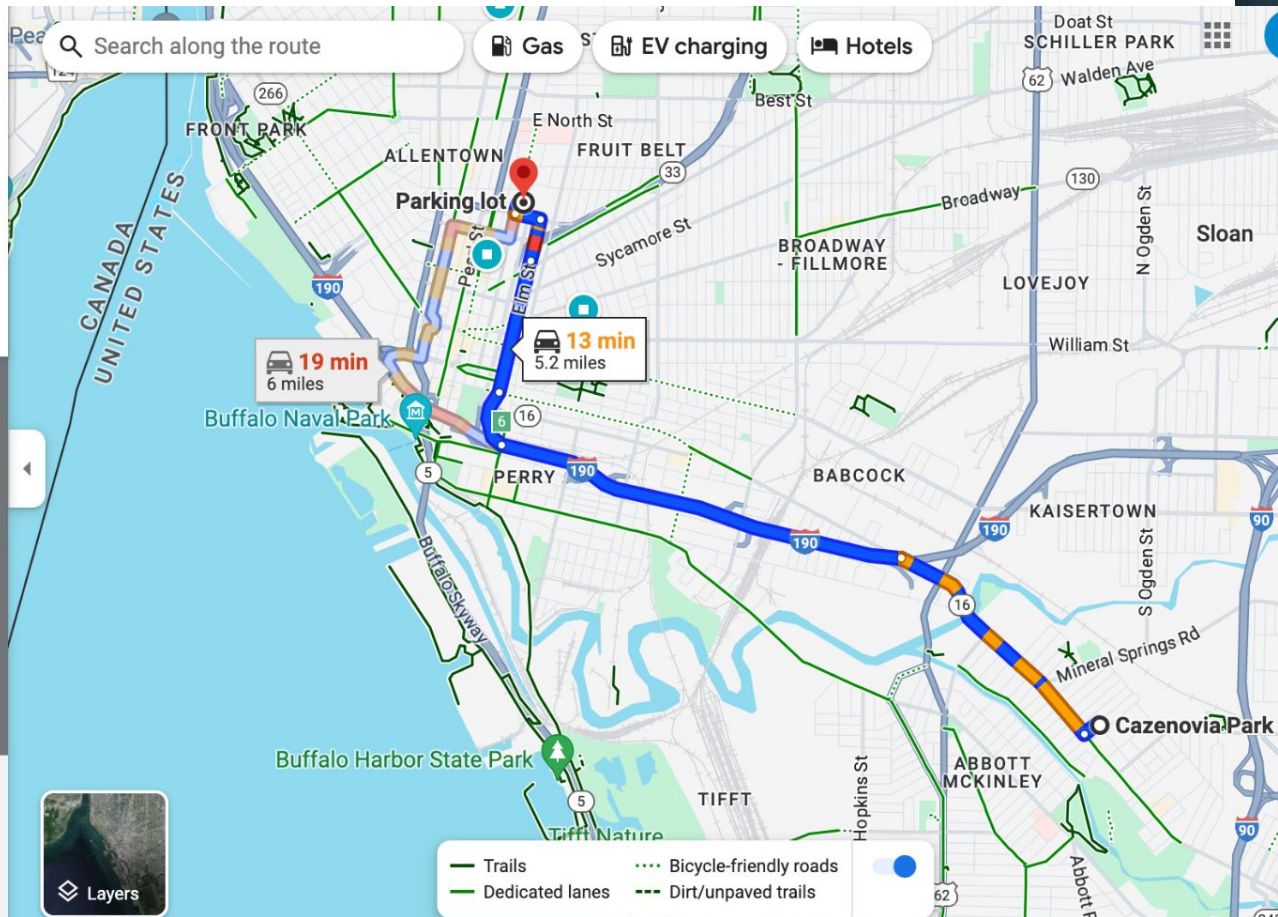 Search along the route
Gas
EV charging
Hotels
Doat St
SCHILLER PARK
Walden Ave
62
266
Best St
E North St
FRONT PARK
ALLENTOWN
FRUIT BELT
33
130
Parking lot
Broadway
Sycamore St
N Ogden St
Sloan
CANADA
UNITED STATES
BROADWAY
- FILLMORE
190
Elm St
LOVEJOY
13 min
5.2 miles
William St
19 min
6 miles
Buffalo Naval Park
6
16
5
PERRY
190
BABCOCK
KAISERTOWN
190
190
90
Buffalo Skyway
16
S Ogden St
Mineral Springs Rd
Cazenovia Park
Buffalo Harbor State Park
ABBOTT
MCKINLEY
TIFFT
Hopkins St
5
Tifft Nature
90
Layers
Trails
Bicycle-friendly roads
Dedicated lanes
Dirt/unpaved trails
62